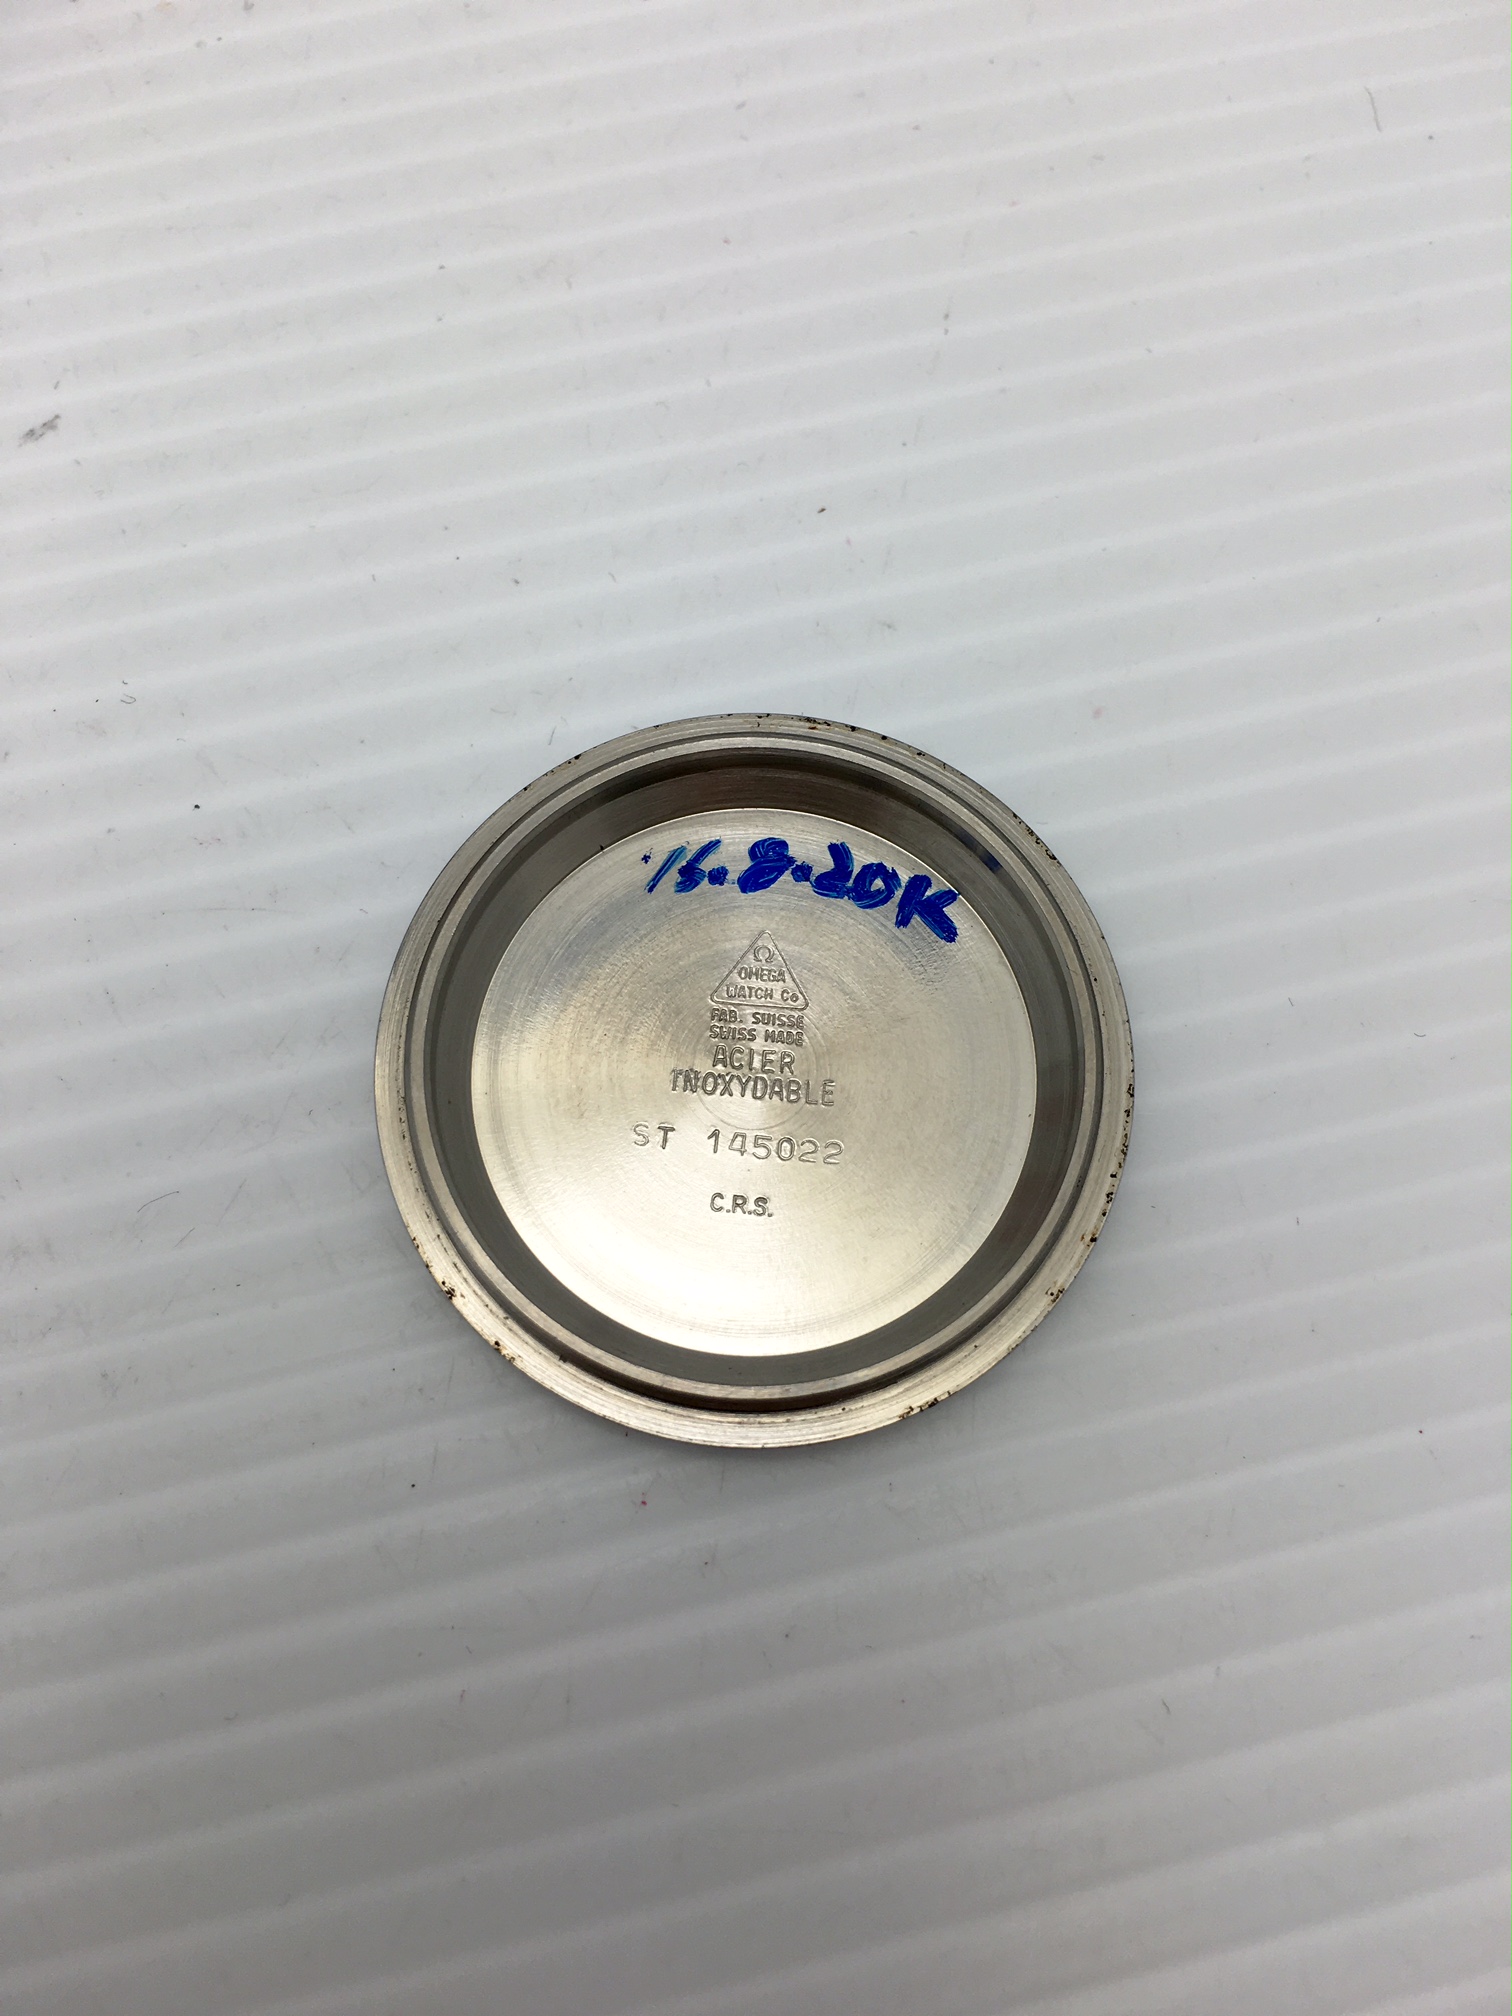 '15.8.20K
Ω
OMEGA
WATCH Co
FAB. SUISSE
SWISS MADE
ACIER
INOXYDABLE
ST 145022
C.R.S.